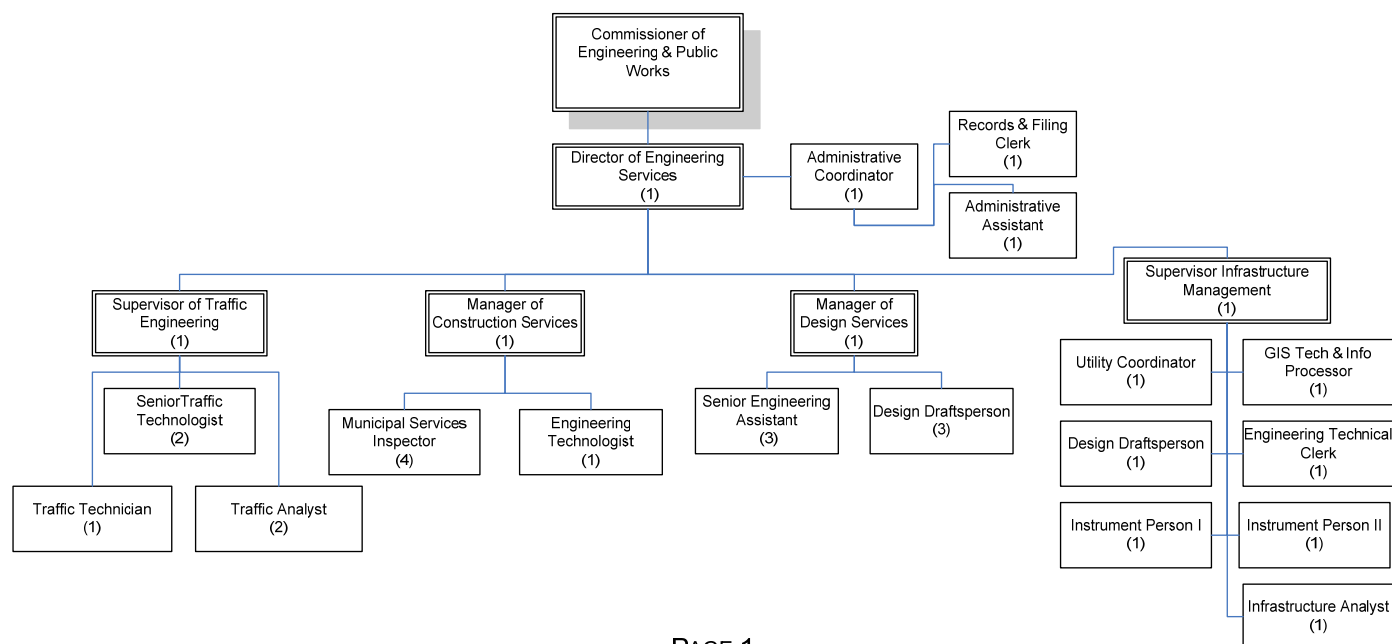 Commissioner of
Engineering & Public
Works
Director of Engineering
Services
(1)
Administrative
Coordinator
(1)
Records & Filing
Clerk
(1)
Administrative
Assistant
(1)
Supervisor of Traffic
Engineering
(1)
Manager of
Construction Services
(1)
Manager of
Design Services
(1)
Supervisor Infrastructure
Management
(1)
SeniorTraffic
Technologist
(2)
Traffic Technician
(1)
Traffic Analyst
(2)
Municipal Services
Inspector
(4)
Engineering
Technologist
(1)
Senior Engineering
Assistant
(3)
Design Draftsperson
(3)
Utility Coordinator
(1)
GIS Tech & Info
Processor
(1)
Design Draftsperson
(1)
Engineering Technical
Clerk
(1)
Instrument Person I
(1)
Instrument Person II
(1)
Infrastructure Analyst
(1)
PAGE 1